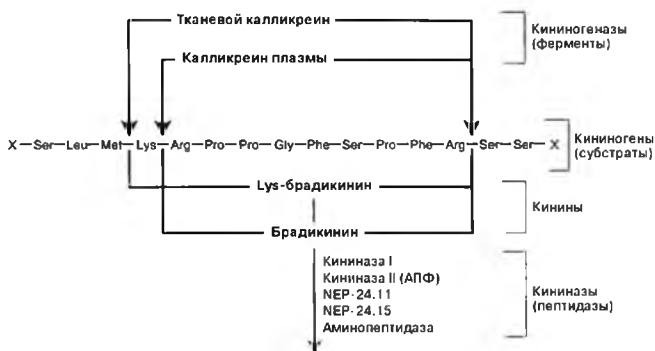 Тканевой калликреин
Кининогеназы
(ферменты)
Калликреин плазмы
X—Ser—Leu—Met—Lys—Arg—Pro—Pro—Gly—Phe—Ser—Pro—Phe—Arg—Ser—Ser—X
Кининогены
(субстраты)
Lys-брадикинин
Кинины
Брадикинин
Кининаза I
Кининаза II (АПФ)
NEP-24.11
NEP-24.15
Аминопептидаза
Кининазы
(пептидазы)